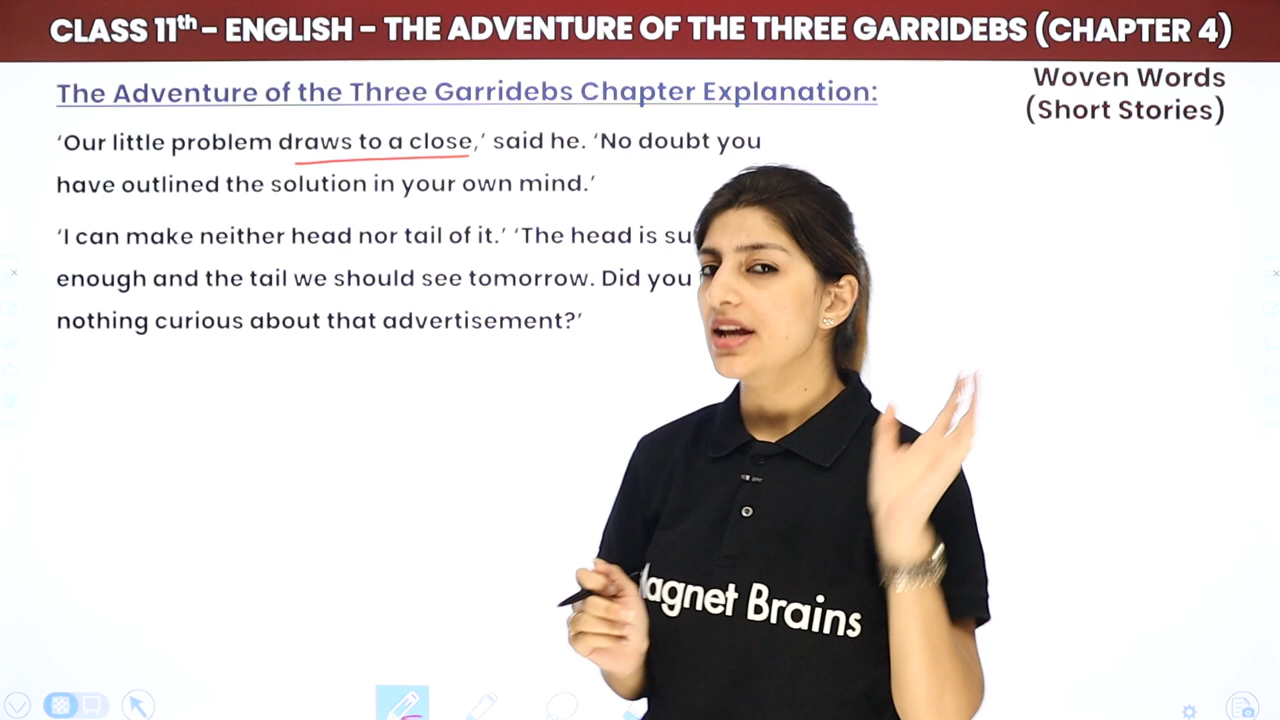 CLASS 11th – ENGLISH – THE ADVENTURE OF THE THREE GARRIDEBS (CHAPTER 4)
The Adventure of the Three Garridebs Chapter Explanation:
Woven Words
(Short Stories)
‘Our little problem draws to a close,’ said he. ‘No doubt you
have outlined the solution in your own mind.’
‘I can make neither head nor tail of it.’ ‘The head is
enough and the tail we should see tomorrow. Did you
nothing curious about that advertisement?’
Magnet Brains